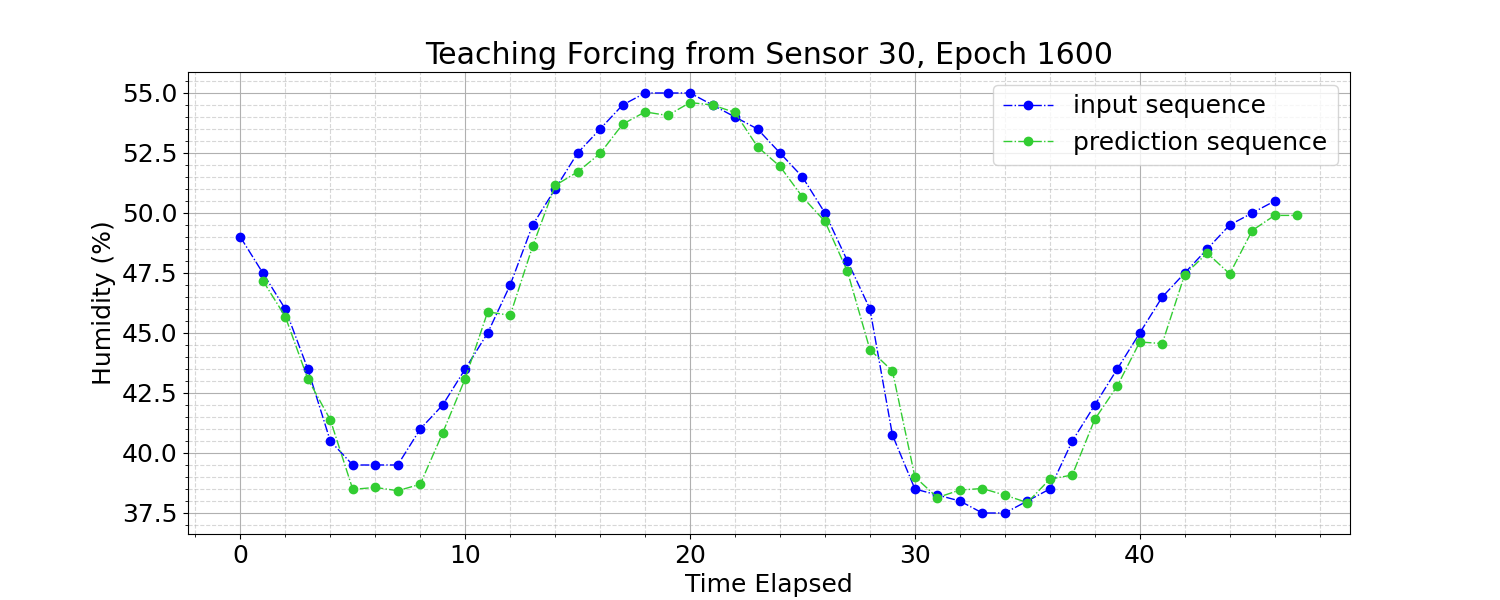 Teaching Forcing from Sensor 30, Epoch 1600
55.0
52.5
50.0
47.5
45.0
42.5
40.0
37.5
Humidity (%)
input sequence
prediction sequence
0 10 20 30 40
Time Elapsed